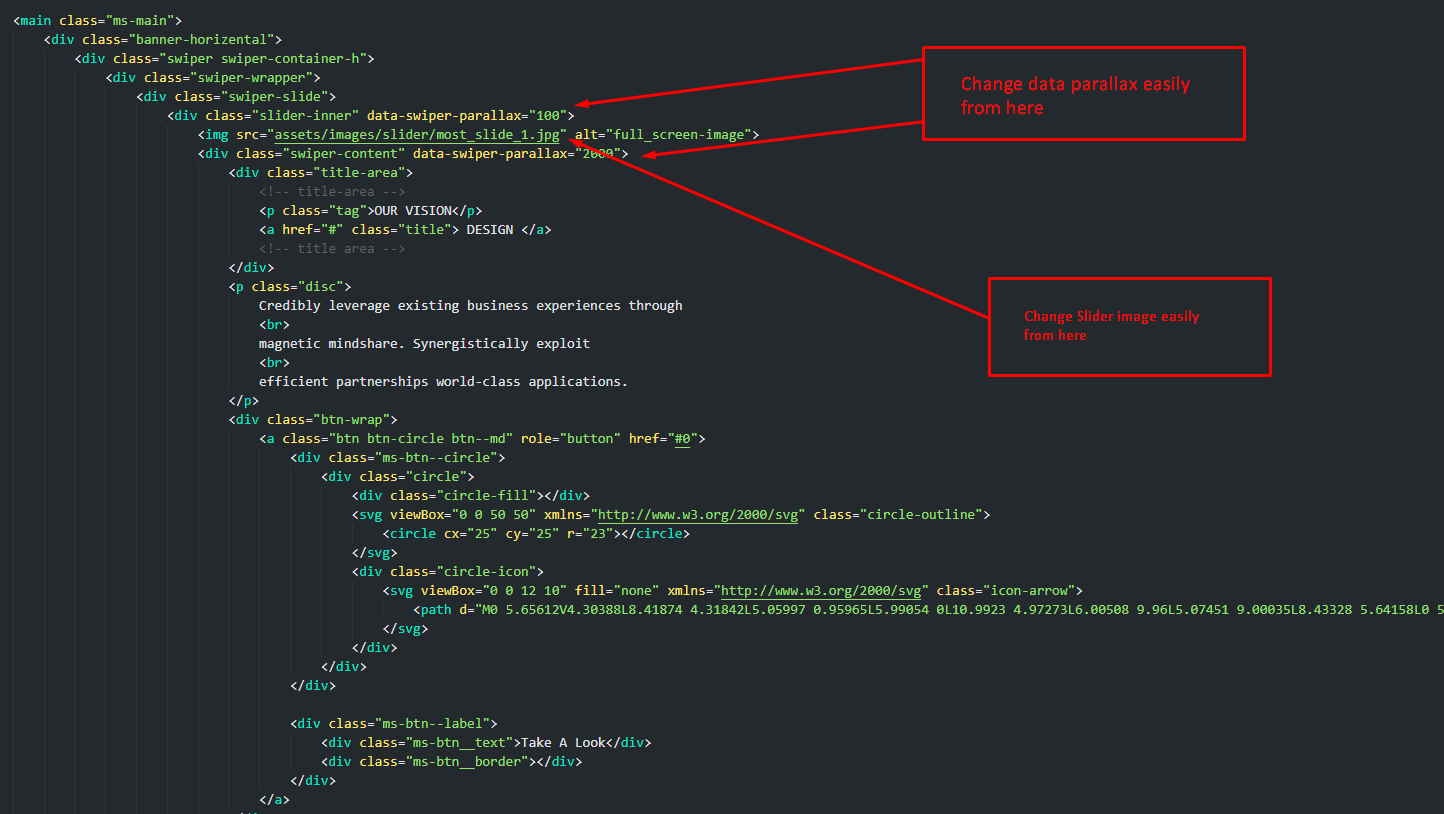 <main class="ms-main">
<div class="banner-horizental">
<div class="swiper swiper-container-h">
<div class="swiper-wrapper">
<div class="swiper-slide">
<div class="slider-inner" data-swiper-parallax="100">
<img src="assets/images/slider/most_slide_1.jpg" alt="full_screen-image">
<div class="swiper-content" data-swiper-parallax="2000">
<div class="title-area">
<!-- title-area -->
<p class="tag">OUR VISION</p>
<a href="#" class="title"> DESIGN </a>
<!-- title area -->
</div>
<p class="disc">
Credibly leverage existing business experiences through
<br>
magnetic mindshare. Synergistically exploit
<br>
efficient partnerships world-class applications.
</p>
<div class="btn-wrap">
<a class="btn btn-circle btn--md" role="button" href="#0">
<div class="ms-btn--circle">
<div class="circle">
<div class="circle-fill"></div>
<svg viewBox="0 0 50 50" xmlns="http://www.w3.org/2000/svg" class="circle-outline">
<circle cx="25" cy="25" r="23"></circle>
</svg>
<div class="circle-icon">
<svg viewBox="0 0 12 10" fill="none" xmlns="http://www.w3.org/2000/svg" class="icon-arrow">
<path d="M0 5.65612V4.30388L8.41874 4.31842L5.05997 0.95965L5.99054 0L10.9923 4.97273L6.00508 9.96L5.07451 9.00035L8.43328 5.64158L0 5
</svg>
</div>
</div>
</div>
<div class="ms-btn--label">
<div class="ms-btn__text">Take A Look</div>
<div class="ms-btn__border"></div>
</div>
</a>
Change data parallax easily
from here
Change Slider image easily
from here